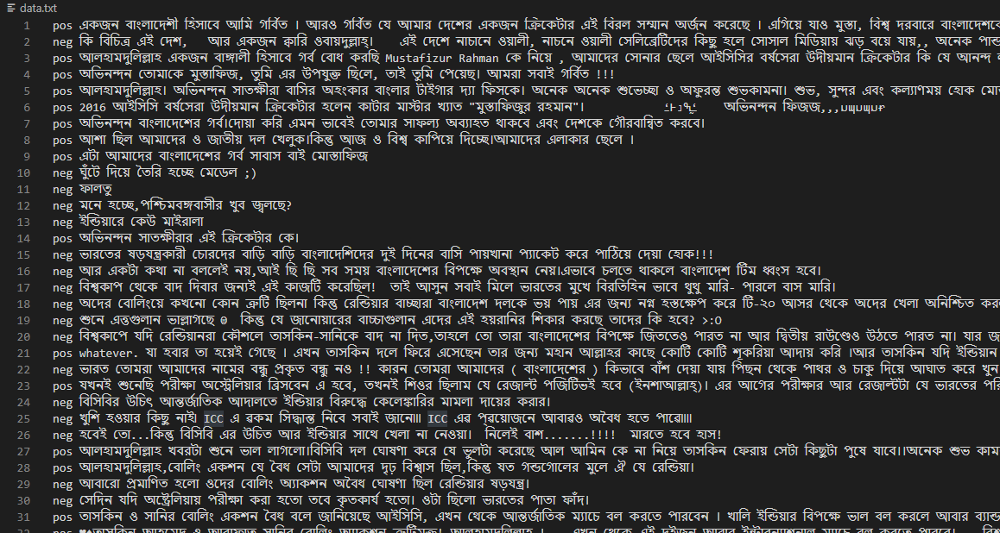 data.txt
1 pos একজন বাংলাদেশী হিসাবে আমি গর্বিত । আরও গর্বিত যে আমার দেশের একজন ক্রিকেটার এই বিরল সম্মান অর্জন করেছে । এগিয়ে যাও মুস্তা, বিশ্ব দরবারে
2 neg কি বিচিত্র এই দেশ, আর একজন ক্বারি ওবায়দুল্লাহ্। এই দেশে নাচানে ওয়ালী, নাচনে ওয়ালী সেলিব্রেটিদের কিছু হলে সোসাল মিডিয়ায় ঝড় বয়ে যায়,, অনেক
3 pos আলহামদুলিল্লাহ একজন বাঙ্গালী হিসাবে গর্ব বোধ করছি Mustafizur Rahman কে নিয়ে , আমাদের সোনার ছেলে আইসিসির বর্ষসেরা উদীয়মান ক্রিকেটার কি যে আনন্দ
4 pos অভিনন্দন তোমাকে মুস্তাফিজ, তুমি এর উপযুক্ত ছিলে, তাই তুমি পেয়েছ। আমরা সবাই গর্বিত !!!
5 pos আলহামদুলিল্লাহ। অভিনন্দন সাতক্ষীরা বাসির অহংকার বাংলার টাইগার দ্যা ফিসকে। অনেক অনেক শুভেচ্ছা ও অফুরন্ত শুভকামনা। শুভ, সুন্দর এবং কল্যাণময় হোক
6 pos 2016 আইসিসি বর্ষসেরা উদীয়মান ক্রিকেটার হলেন কাটার মাস্টার খ্যাত "মুস্তাফিজুর রহমান"। অভিনন্দন ফিজজ,,,
7 pos অভিনন্দন বাংলাদেশের গর্ব।দোয়া করি এমন ভাবেই তোমার সাফল্য অব্যাহত থাকবে এবং দেশকে গৌরবান্বিত করবে।
8 pos আশা ছিল আমাদের ও জাতীয় দল খেলুক।কিন্তু আজ ও বিশ্ব কাপিয়ে দিচ্ছে।আমাদের এলাকার ছেলে ।
9 pos এটা আমাদের বাংলাদেশের গর্ব সাবাস বাই মোস্তাফিজ
10 neg ঘুঁটে দিয়ে তৈরি হচ্ছে মেডেল ;)
11 neg ফালতু
12 neg মনে হচ্ছে,পশ্চিমবঙ্গবাসীর খুব জ্বলছে?
13 neg ইন্ডিয়ারে কেউ মাইরালা
14 pos অভিনন্দন সাতক্ষীরার এই ক্রিকেটার কে।
15 neg ভারতের ষড়যন্ত্রকারী চোরদের বাড়ি বাড়ি বাংলাদেশিদের দুই দিনের বাসি পায়খানা প্যাকেট করে পাঠিয়ে দেয়া হোক!!!
16 neg আর একটা কথা না বললেই নয়,আই ছি ছি সব সময় বাংলাদেশের বিপক্ষে অবস্থান নেয়।এভাবে চলতে থাকলে বাংলাদেশ টিম ধ্বংস হবে।
17 neg বিশ্বকাপ থেকে বাদ দিবার জন্যই এই কাজটি করেছিল! তাই আসুন সবাই মিলে ভারতের মুখে বিরতিহিন ভাবে থুথু মারি- পারলে বাস মারি।
18 neg অদের বোলিংয়ে কখনো কোন ত্রুটি ছিলনা কিন্তু রেন্ডিয়ার বাচ্ছারা বাংলাদেশ দলকে ভয় পায় এর জন্য নগ্ন হস্তক্ষেপ করে টি-২০ আসর থেকে অদের খেলা অনিশ্চিত
19 neg শুনে এত্তগুলান ভাল্লাগছে @ কিন্তু যে জানোয়ারের বাচ্চাগুলান এদের এই হয়রানির শিকার করছে তাদের কি হবে? >:O
20 neg বিশ্বকাপে যদি রেন্ডিয়ানরা কৌশলে তাসকিন-সানিকে বাদ না দিত,তাহলে তো তারা বাংলাদেশের বিপক্ষে জিততেও পারত না আর দ্বিতীয় রাউণ্ডেও উঠতে পারত না। যার
21 pos whatever. যা হবার তা হয়েই গেছে । এখন তাসকিন দলে ফিরে এসেছেন তার জন্য মহান আল্লাহর কাছে কোটি কোটি শুকরিয়া আদায় করি ।আর তাসকিন যদি ইন্ডিয়ান
22 neg ভারত তোমরা আমাদের নামের বন্ধু প্রকৃত বন্ধু নও !! কারন তোমরা আমাদের ( বাংলাদেশের ) কিভাবে বাঁশ দেয়া যায় পিছন থেকে পাথর ও চাকু দিয়ে আঘাত করে খুন
23 pos যখনই শুনেছি পরীক্ষা অস্ট্রেলিয়ার ব্রিসবেন এ হবে, তখনই শিওর ছিলাম যে রেজাল্ট পজিটিভই হবে (ইনশাআল্লাহ্)। এর আগের পরীক্ষার আর রেজাল্টটা যে ভারতের
24 neg বিসিবির উচিৎ আন্তর্জাতিক আদালতে ইন্ডিয়ার বিরুদ্ধে কেলেঙ্কারির মামলা দায়ের করার।
25 neg খুশি হওয়ার কিছু নাই৷ ICC এ রকম সিদ্ধান্ত নিবে সবাই জানে৷৷৷ ICC এর প্রয়োজনে আবারও অবৈধ হতে পারে৷৷৷৷
26 neg হবেই তো...কিন্তু বিসিবি এর উচিত আর ইন্ডিয়ার সাথে খেলা না নেওয়া। নিলেই বাশ.......!!!! মারতে হবে হাস!
27 pos আলহামদুলিল্লাহ খবরটা শুনে ভাল লাগলো।বিসিবি দল ঘোষণা করে যে ভুলটা করেছে আল আমিন কে না নিয়ে তাসকিন ফেরায় সেটা কিছুটা পুষে যাবে।।অনেক শুভ
28 pos আলহামদুলিল্লাহ,বোলিং একশন যে বৈধ সেটা আমাদের দৃঢ় বিশ্বাস ছিল,কিন্তু যত গন্ডগোলের মুলে ঐ যে রেন্ডিয়া।
29 neg আবারো প্রমাণিত হলো ওদের বোলিং অ্যাকশন অবৈধ ঘোষণা ছিল রেন্ডিয়ার ষড়যন্ত্র।
30 neg সেদিন যদি অষ্ট্রেলিয়ায় পরীক্ষা করা হতো তবে কৃতকার্য হতো। ওটা ছিলো ভারতের পাতা ফাঁদ।
31 pos তাসকিন ও সানির বোলিং একশন বৈধ বলে জানিয়েছে আইসিসি, এখন থেকে আন্তর্জাতিক ম্যাচে বল করতে পারবেন । খালি ইন্ডিয়ার বিপক্ষে ভাল বল করলে আবার